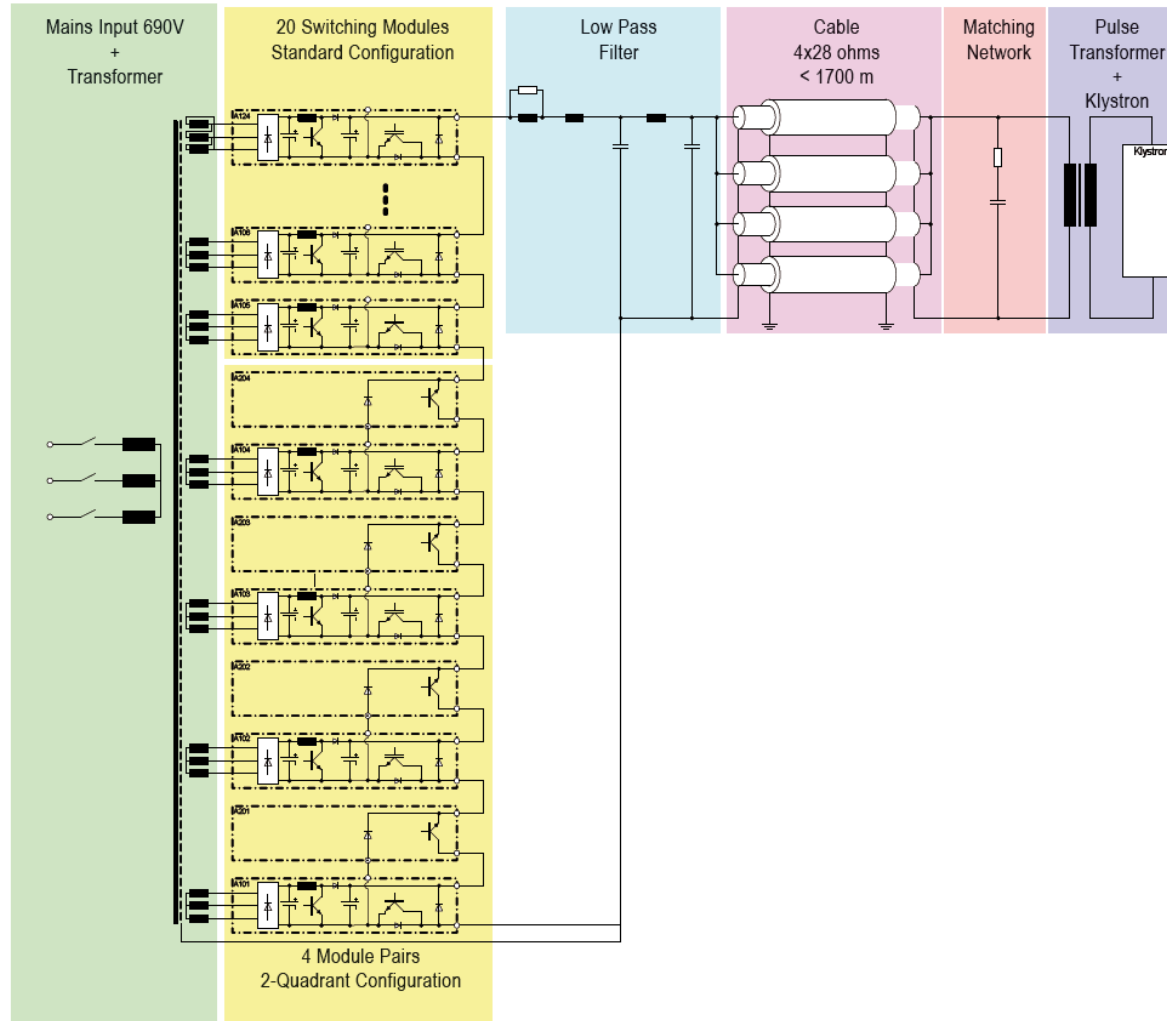 Mains Input 690V
+
Transformer
20 Switching Modules
Standard Configuration
Low Pass
Filter
Cable
4x28 ohms
< 1700 m
Matching
Network
Pulse
Transformer
+
Klystron
A124
Klystron
A106
A105
A204
A104
A203
A103
A202
A102
A201
A101
4 Module Pairs
2-Quadrant Configuration